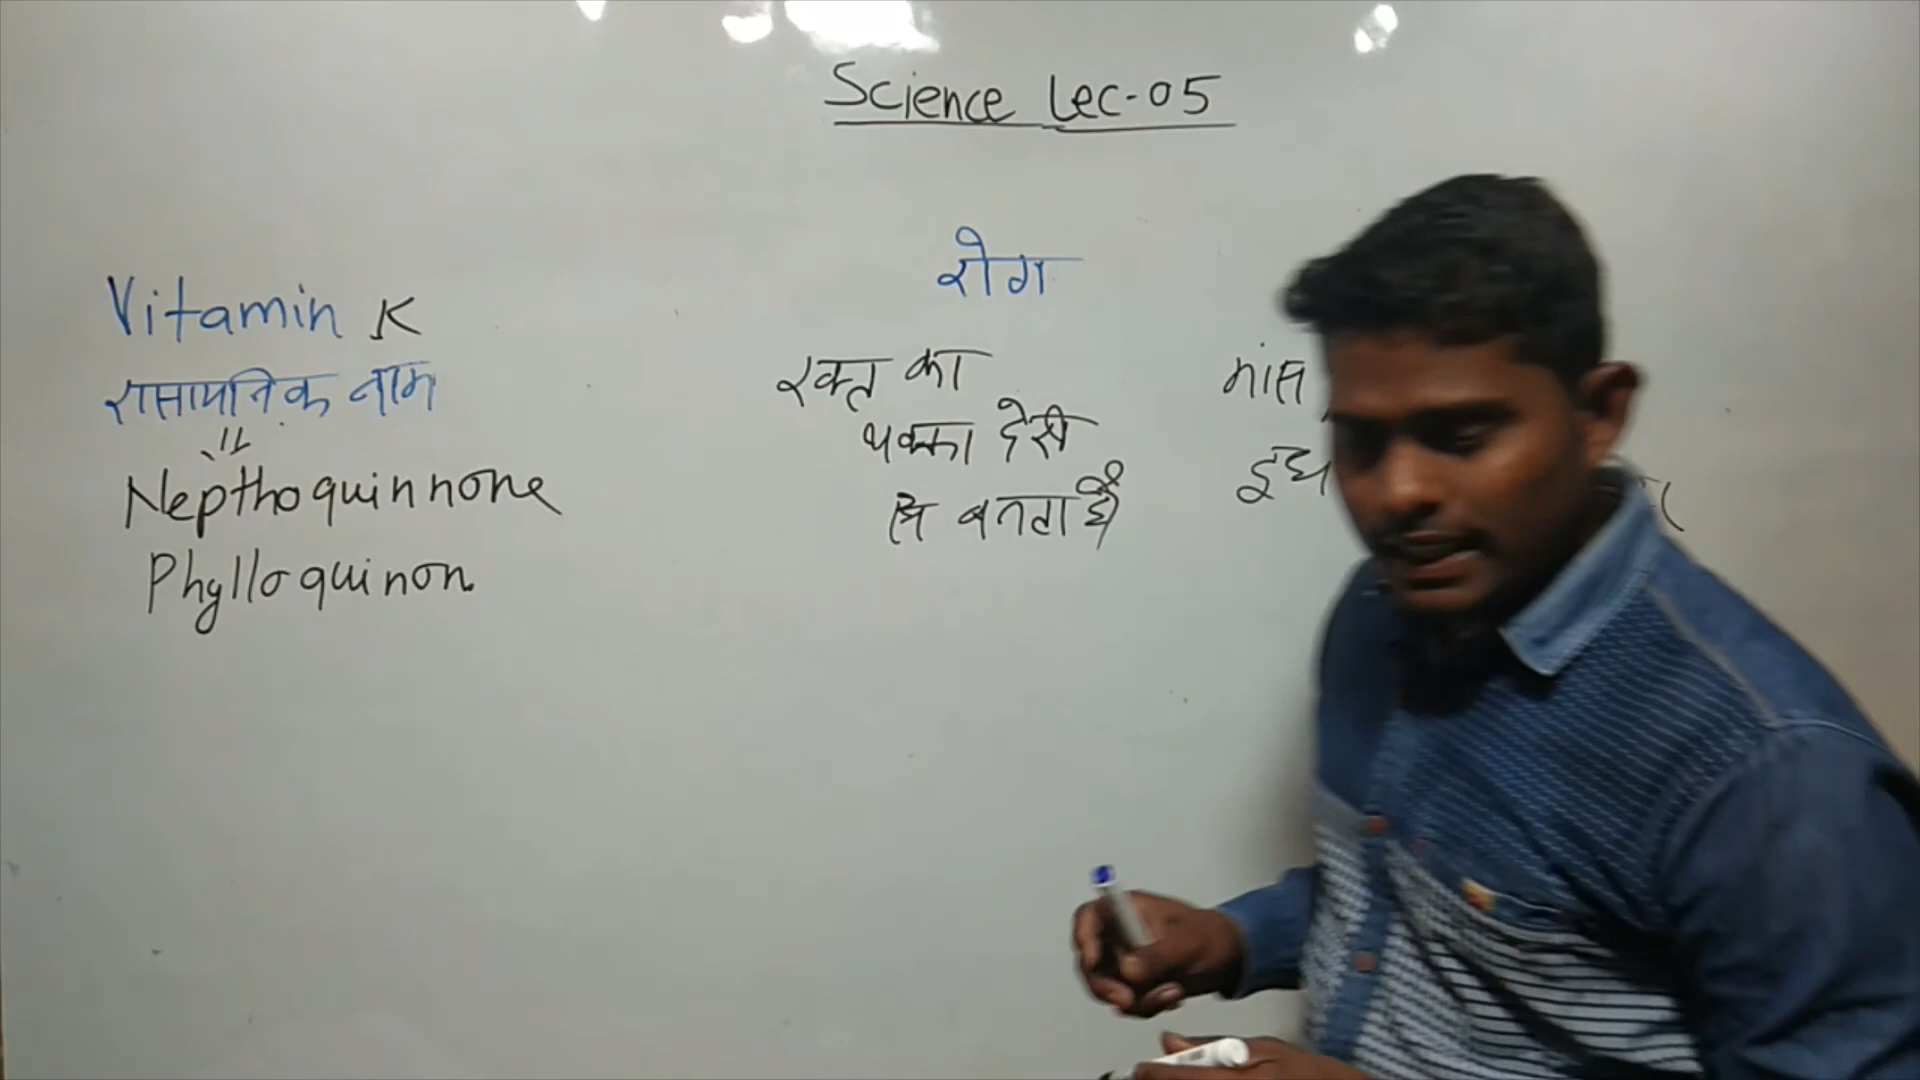 Science Lec-05
Vitamin K
रासायनिक नाम
Nepthoquinnone
Phylloquinon
रोग
रक्त का
थक्का देरी
से बनता है
मांस